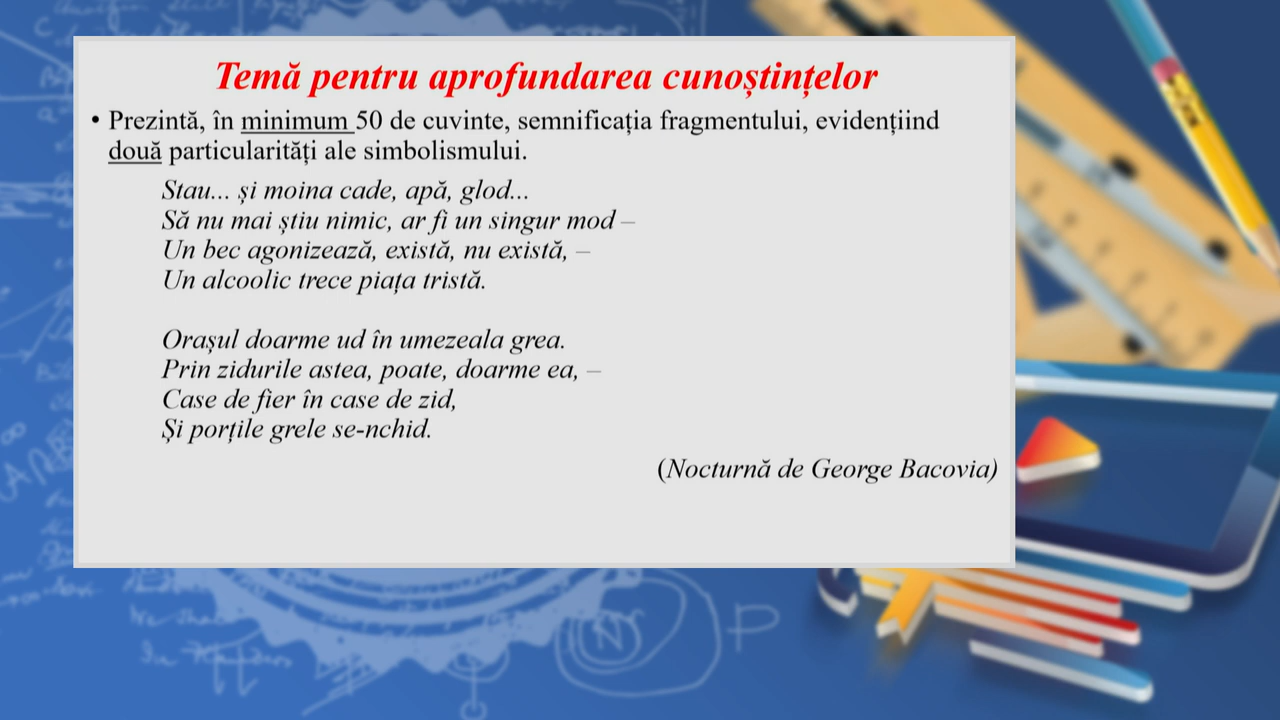 Temă pentru aprofundarea cunoștințelor
• Prezintă, în minimum 50 de cuvinte, semnificația fragmentului, evidențiind
două particularități ale simbolismului.
Stau... și moina cade, apă, glod...
Să nu mai știu nimic, ar fi un singur mod –
Un bec agonizează, există, nu există, –
Un alcoolic trece piața tristă.
Orașul doarme ud în umezeala grea.
Prin zidurile astea, poate, doarme ea, –
Case de fier în case de zid,
Și porțile grele se-nchid.
(Nocturnă de George Bacovia)
P